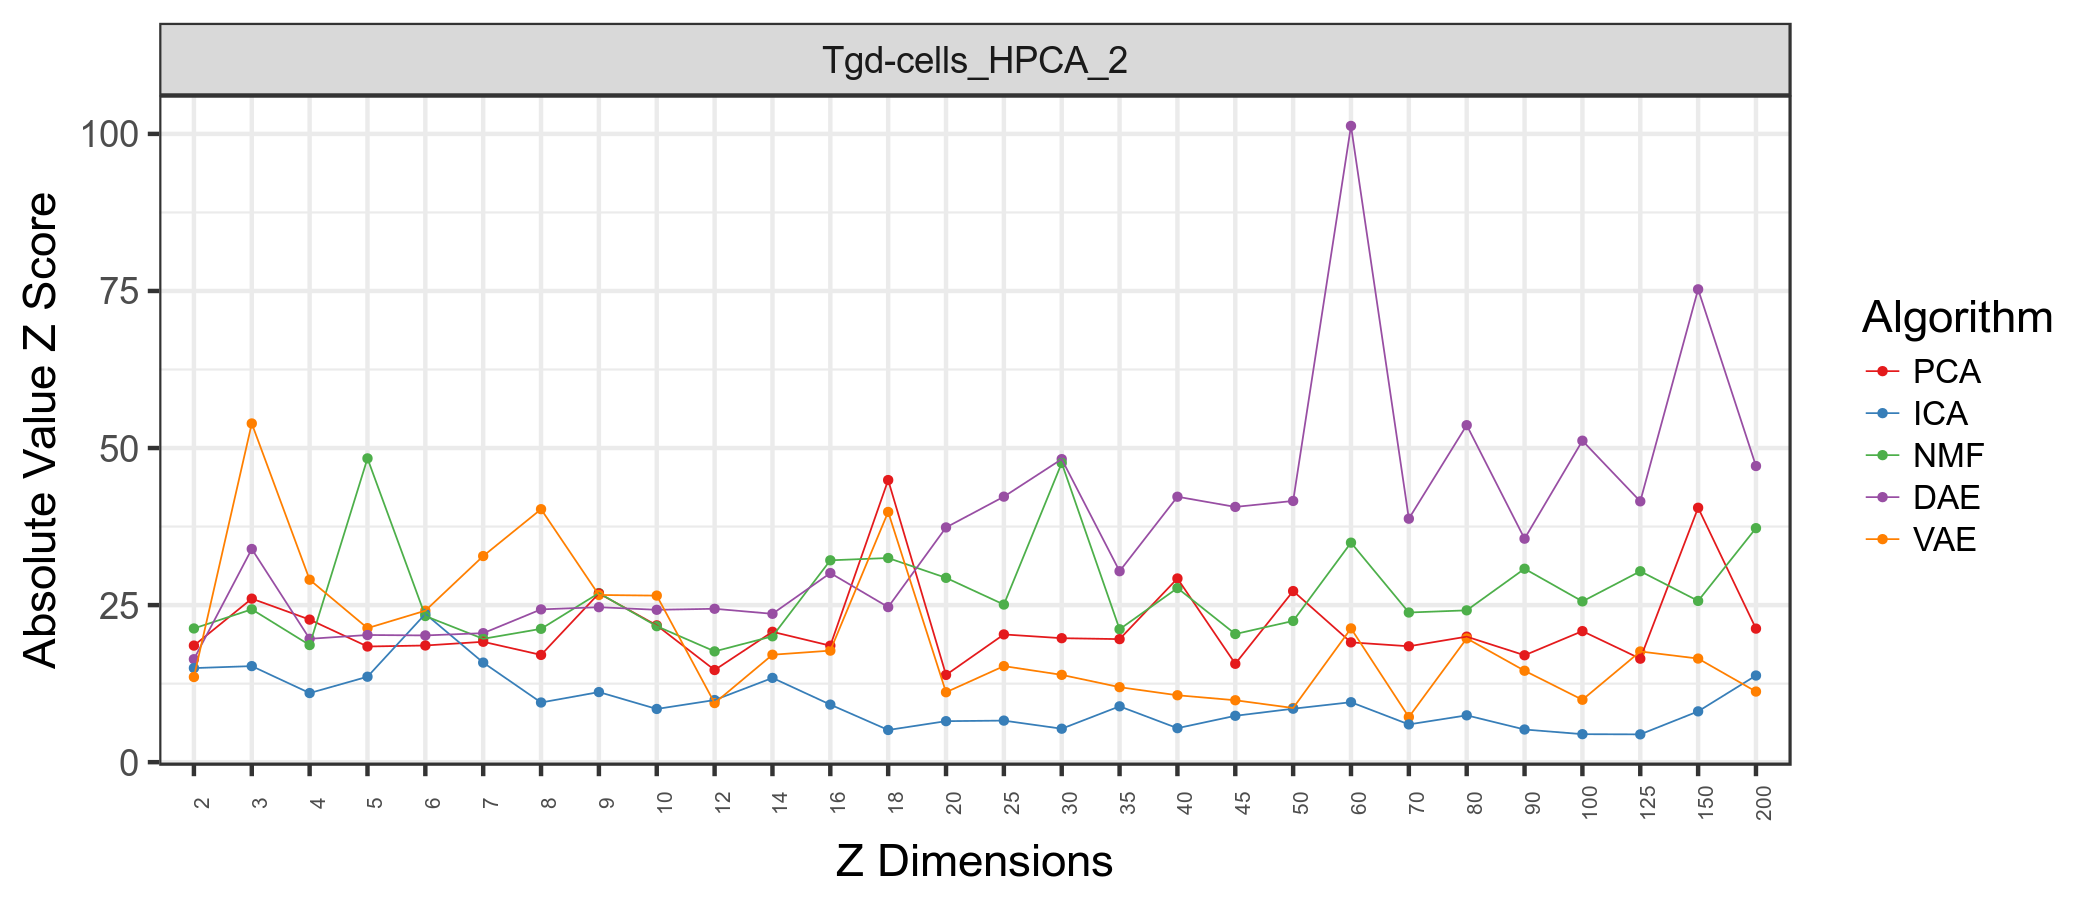 Tgd-cells_HPCA_2
Absolute Value Z Score
100
75
50
25
0
2 3 4 5 6 7 8 9 10 12 14 16 18 20 25 30 35 40 45 50 60 70 80 90 100 125 150 200
Z Dimensions
Algorithm
PCA
ICA
NMF
DAE
VAE